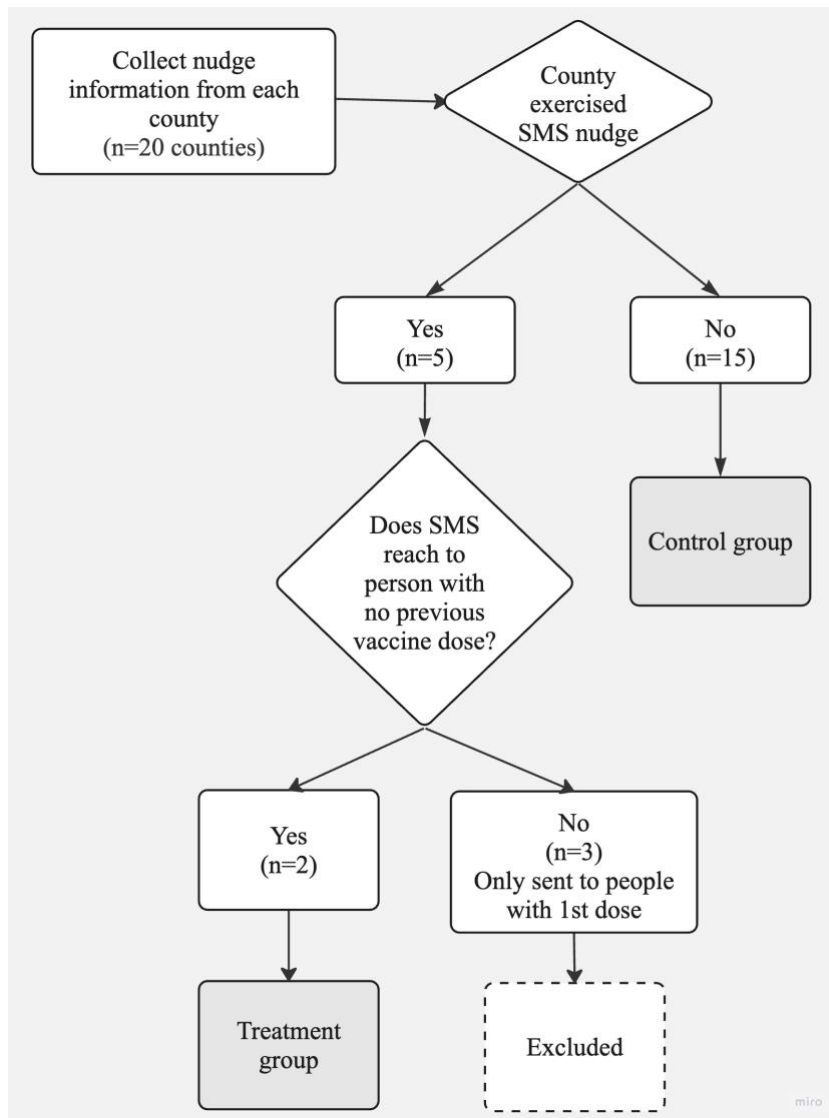 Collect nudge
information from each
county
(n=20 counties)
County
exercised
SMS nudge
Yes
(n=5)
No
(n=15)
Does SMS
reach to
person with
no previous
vaccine dose?
Control group
Yes
(n=2)
No
(n=3)
Only sent to people
with 1st dose
Treatment
group
Excluded
miro